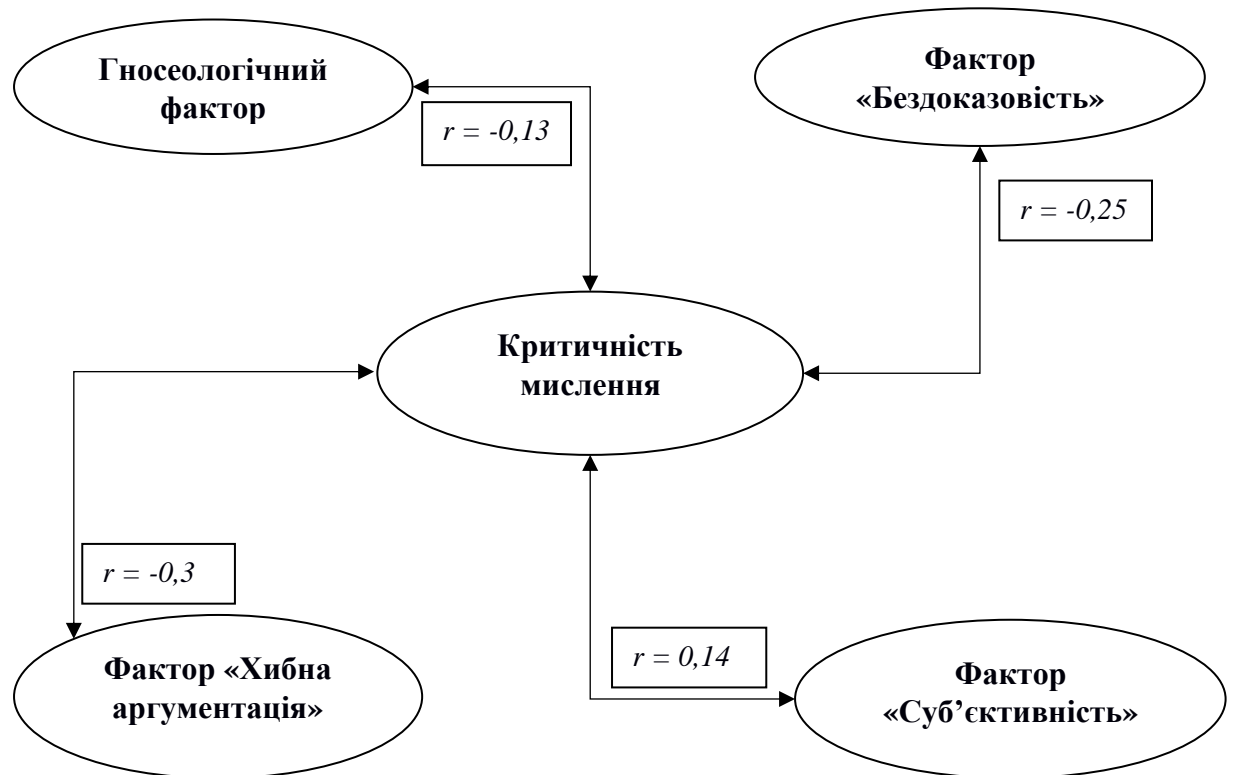 Гносеологічний
фактор
r = -0,13
Фактор
«Бездоказовість»
r = -0,25
Критичність
мислення
r = -0,3
Фактор «Хибна
аргументація»
r = 0,14
Фактор
«Суб’єктивність»